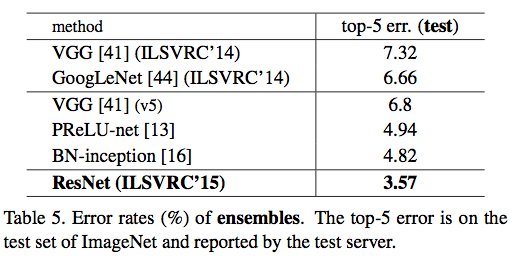 method top-5 err. (test)
VGG [41] (ILSVRC’14) 7.32
GoogLeNet [44] (ILSVRC’14) 6.66
VGG [41] (v5) 6.8
PReLU-net [13] 4.94
BN-inception [16] 4.82
ResNet (ILSVRC’15) 3.57
Table 5. Error rates (%) of ensembles. The top-5 error is on the
test set of ImageNet and reported by the test server.